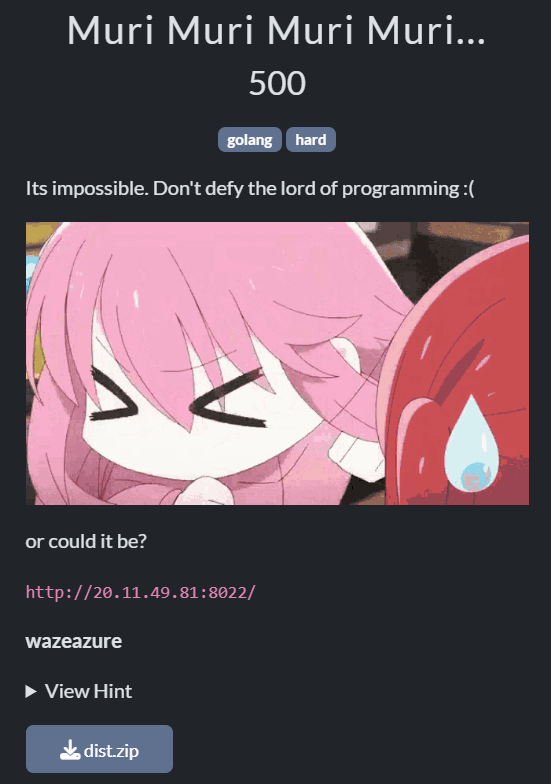 Muri Muri Muri Muri...
500
golang hard
Its impossible. Don't defy the lord of programming :(
or could it be?
http://20.11.49.81:8022/
wazeazure
View Hint
dist.zip